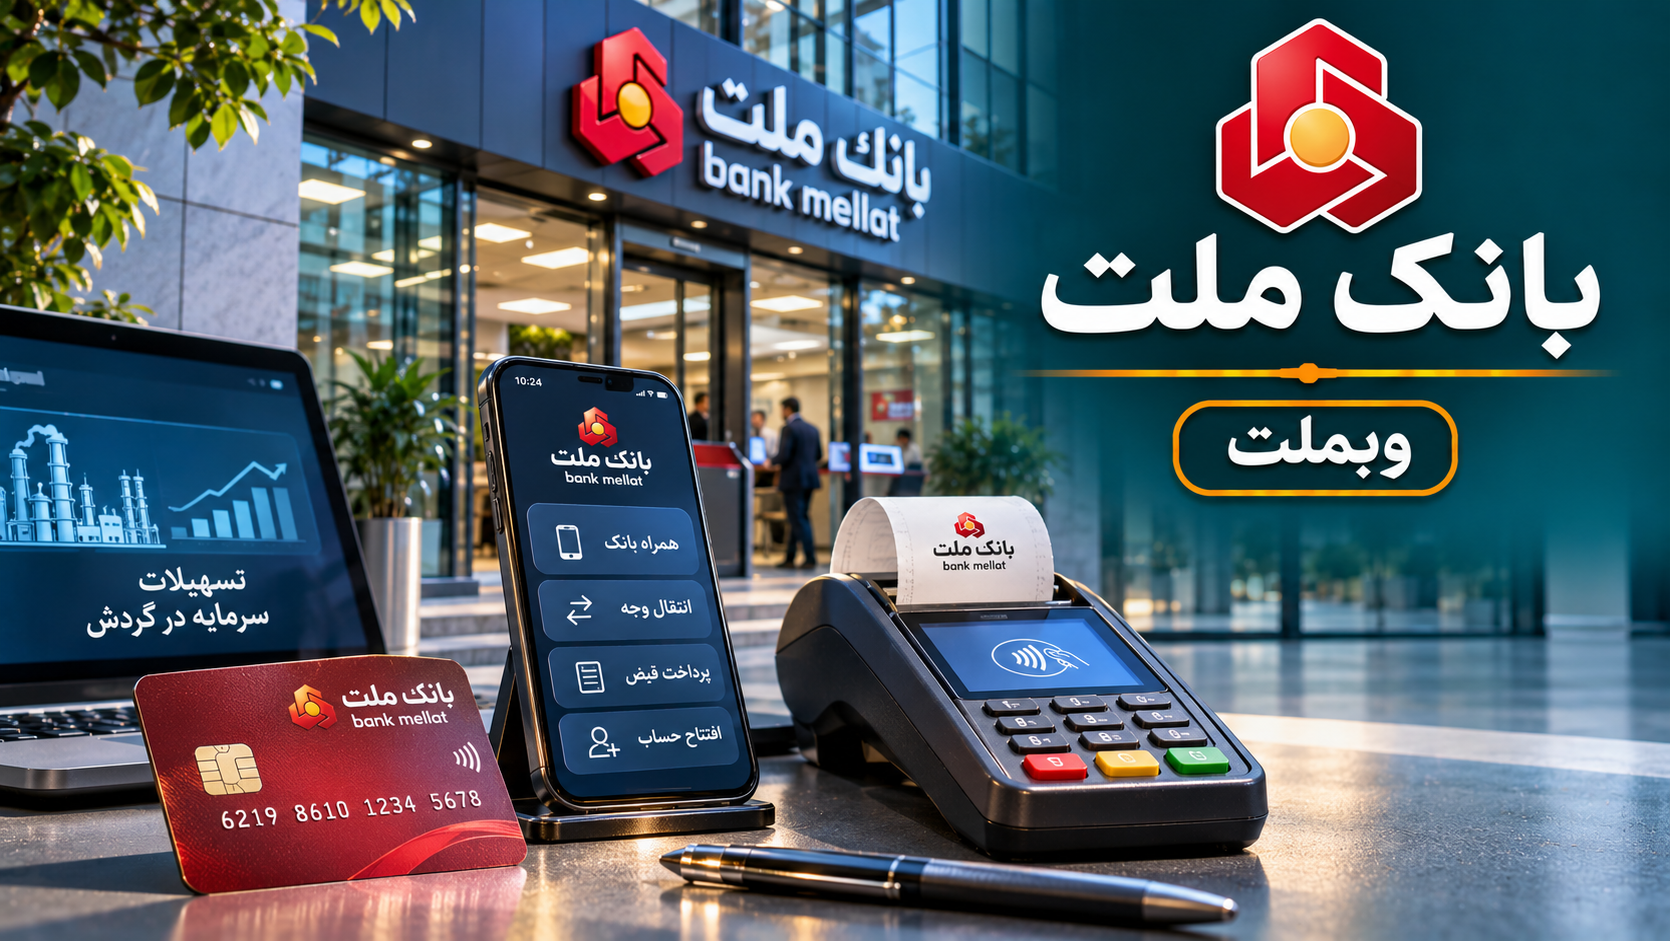 بانک ملت
وبملت
بانك ملت
bank mellat
تسهیلات
سرمایه در گردش
10:24
بانک ملت
bank mellat
همراه بانک
انتقال وجه
پرداخت قبض
افتتاح حساب
بانک ملت
bank mellat
بانک ملت
bank mellat
6219 8610 1234 5678